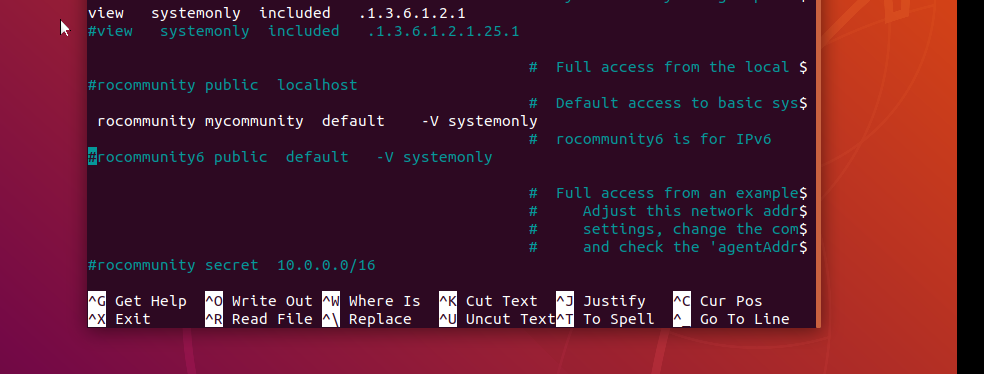 view   systemonly  included   .1.3.6.1.2.1
#view   systemonly  included   .1.3.6.1.2.1.25.1
#  Full access from the local $
#rocommunity public  localhost
#  Default access to basic sys$
rocommunity mycommunity  default    -V systemonly
#  rocommunity6 is for IPv6
#rocommunity6 public  default   -V systemonly
#  Full access from an example$
#     Adjust this network addr$
#     settings, change the com$
#     and check the 'agentAddr$
#rocommunity secret  10.0.0.0/16
^G Get Help  ^O Write Out ^W Where Is  ^K Cut Text  ^J Justify   ^C Cur Pos
^X Exit      ^R Read File ^\ Replace   ^U Uncut Text^T To Spell  ^_ Go To Line